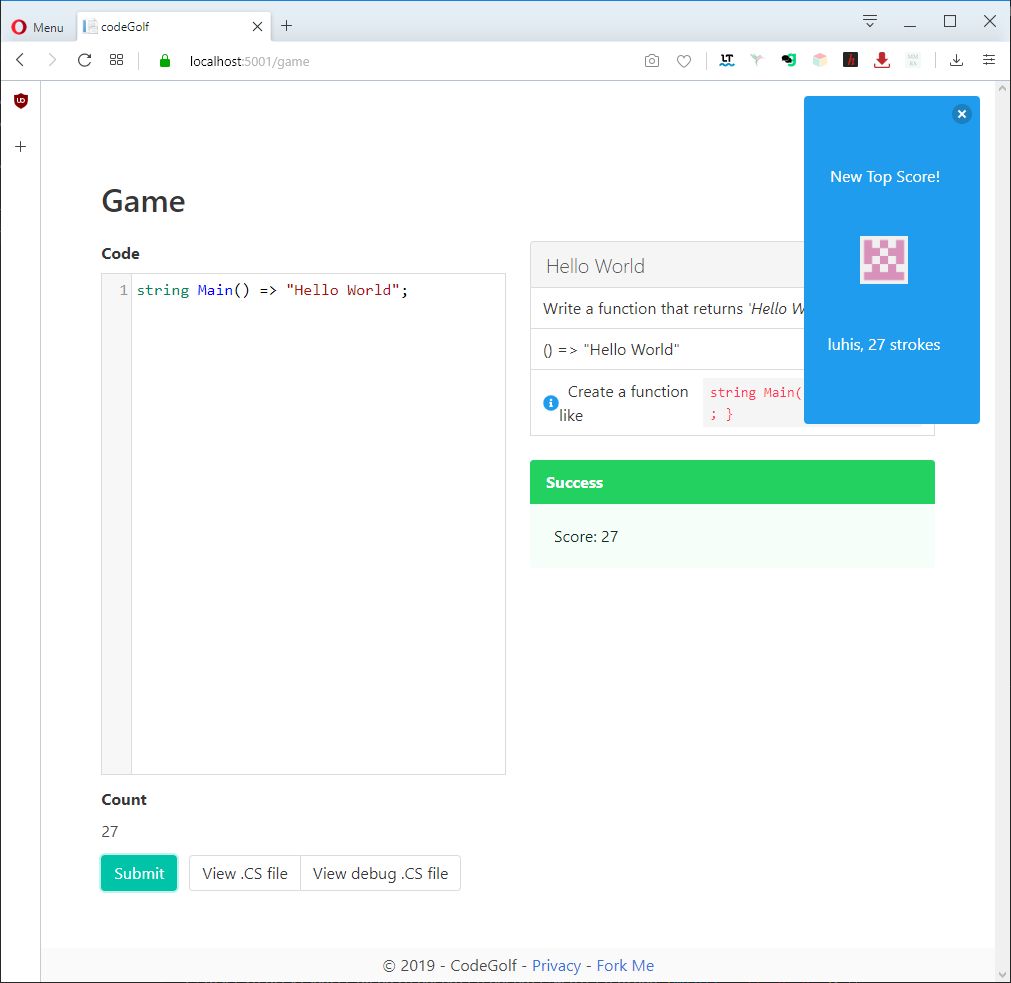 Menu
codeGolf
localhost:5001/game
LT
UD
New Top Score!
luhis, 27 strokes
Game
Code
1 string Main() => "Hello World";
Hello World
Write a function that returns 'Hello W
() => "Hello World"
Create a function
like
string Main(
; }
Success
Score: 27
Count
27
Submit
View .CS file
View debug .CS file
© 2019 - CodeGolf - Privacy - Fork Me